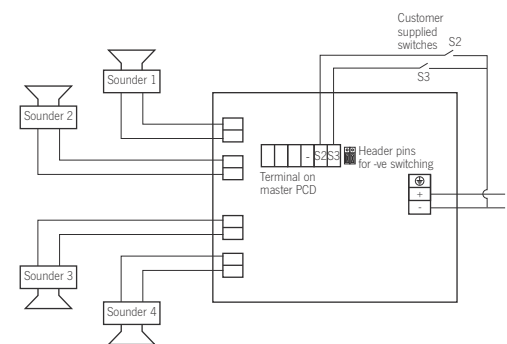 Customer
supplied
switches
S2
S3
Sounder 1
Sounder 2
- S2 S3
Header pins
for -ve switching
Terminal on
master PCD
+
-
Sounder 3
Sounder 4